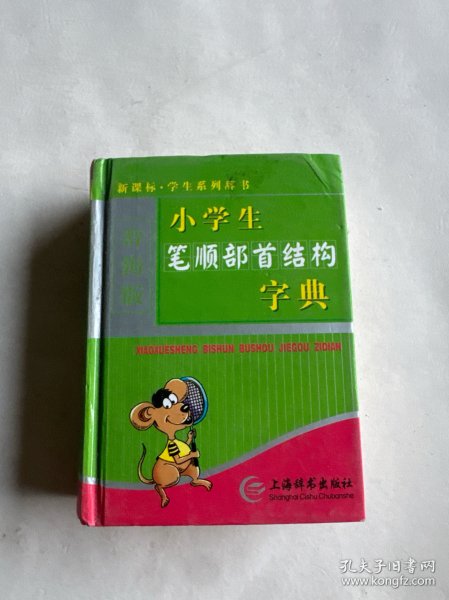 新课标·学生系列辞书
小学生
笔顺部首结构
字典
XIAOXUESHENG BISHUN BUSHOU JIEGOU ZIDIAN
上海辞书出版社
Shanghai Cishu Chubanshe
孔夫子旧书网
www.kongfz.com